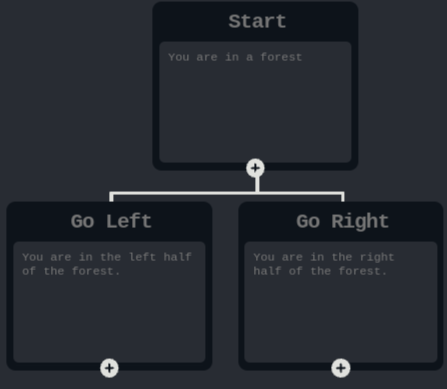 Start
You are in a forest
Go Left
You are in the left half
of the forest.
Go Right
You are in the right
half of the forest.